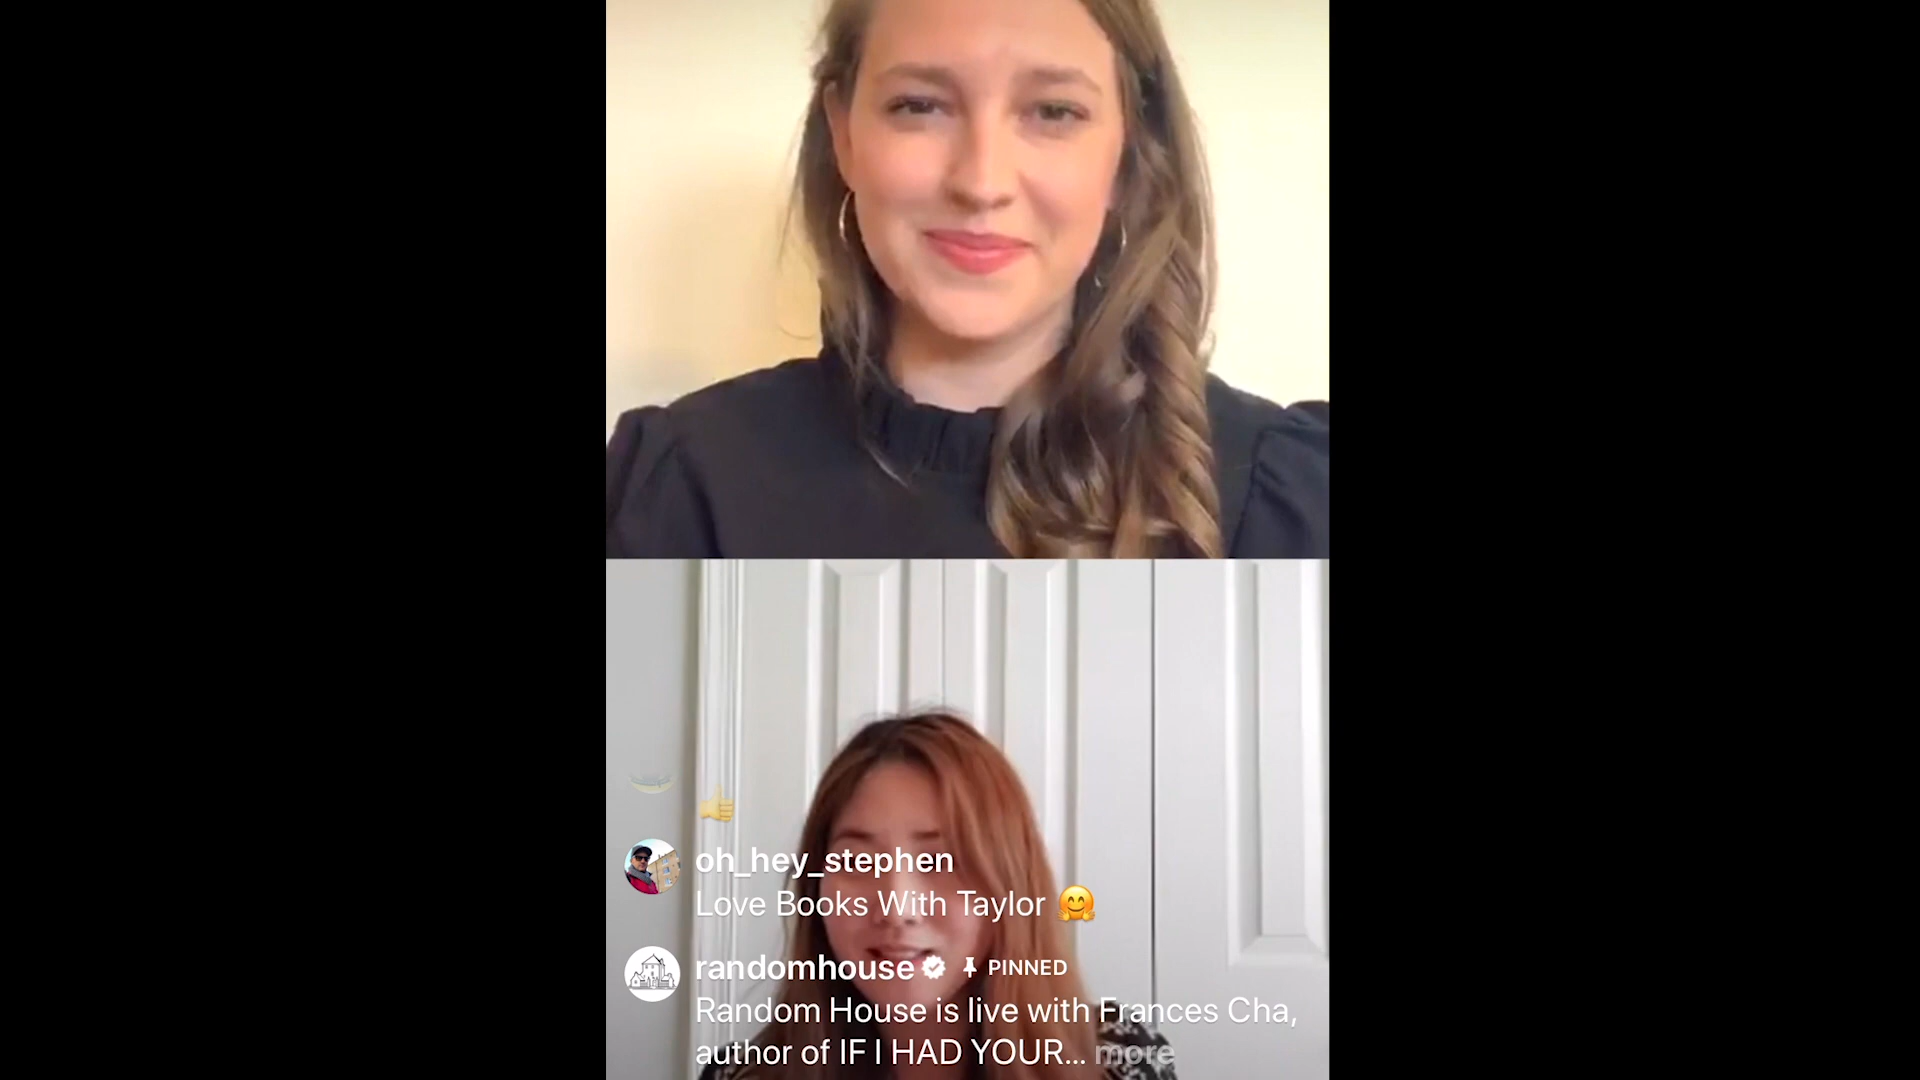 oh_hey_stephen
Love Books With Taylor 🤗
randomhouse PINNED
Random House is live with Frances Cha,
author of IF I HAD YOUR... more